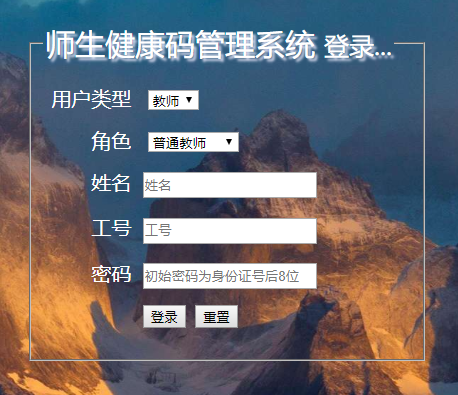 师生健康码管理系统 登录...
用户类型 教师
角色 普通教师
姓名 姓名
工号 工号
密码 初始密码为身份证号后8位
登录 重置